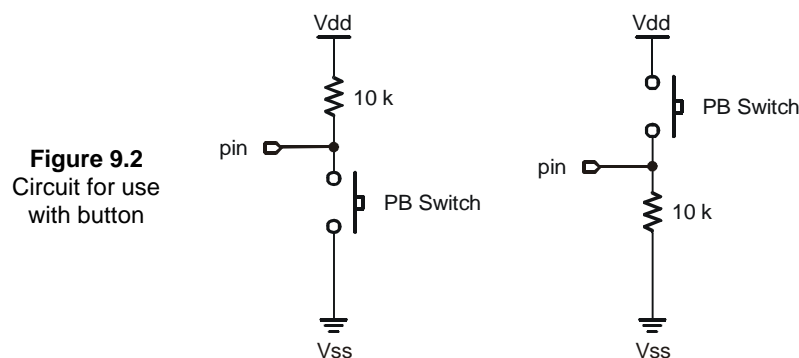 Vdd
10 k
pin
PB Switch
Vss
Figure 9.2
Circuit for use
with button
Vdd
PB Switch
pin
10 k
Vss